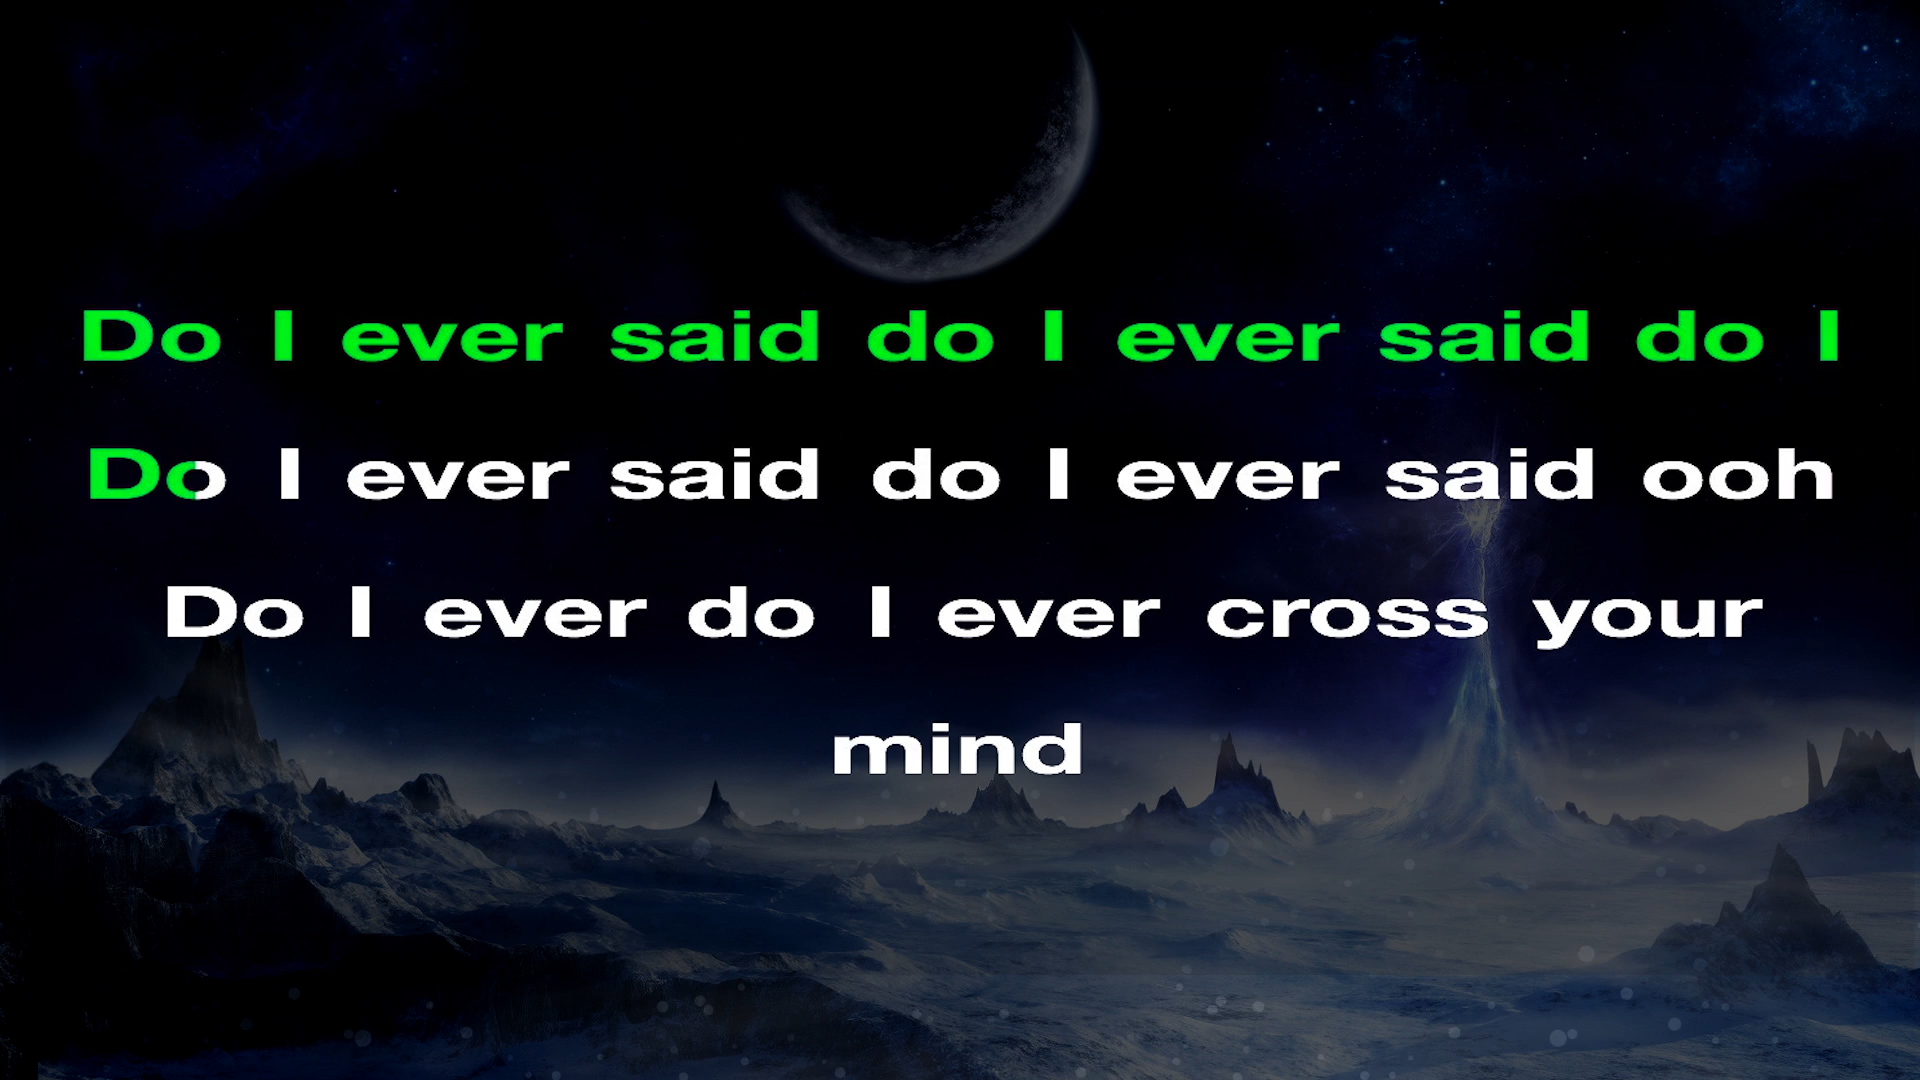 Do I ever said do I ever said do I
Do I ever said do I ever said ooh
Do I ever do I ever cross your
mind